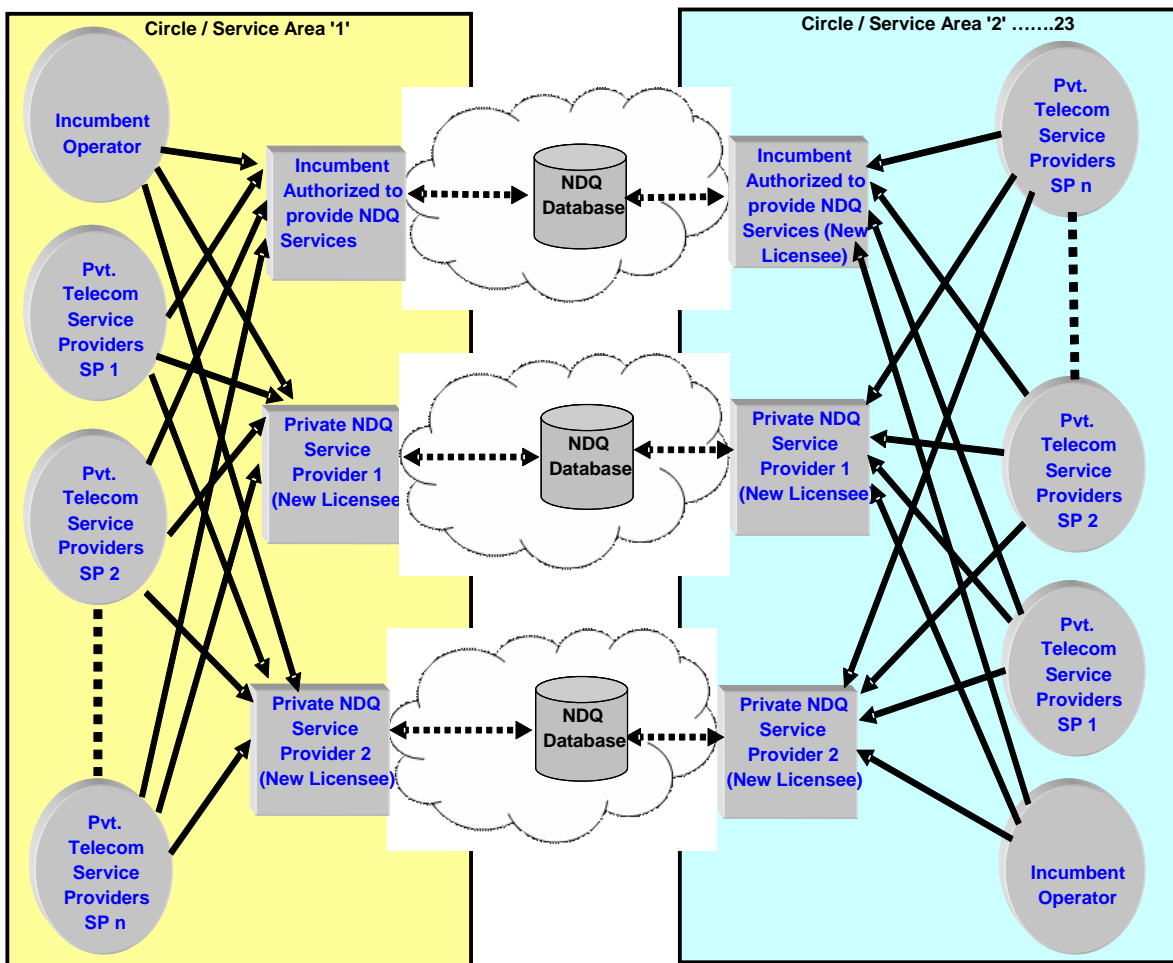 Circle / Service Area '1'
Incumbent
Operator
Pvt.
Telecom
Service
Providers
SP 1
Pvt.
Telecom
Service
Providers
SP 2
Pvt.
Telecom
Service
Providers
SP n
Incumbent
Authorized to
provide NDQ
Services
Private NDQ
Service
Provider 1
(New Licensee)
Private NDQ
Service
Provider 2
(New Licensee)
NDQ
Database
NDQ
Database
NDQ
Database
Circle / Service Area '2' …….23
Incumbent
Authorized to
provide NDQ
Services (New
Licensee)
Private NDQ
Service
Provider 1
(New Licensee)
Private NDQ
Service
Provider 2
(New Licensee)
Pvt.
Telecom
Service
Providers
SP n
Pvt.
Telecom
Service
Providers
SP 2
Pvt.
Telecom
Service
Providers
SP 1
Incumbent
Operator